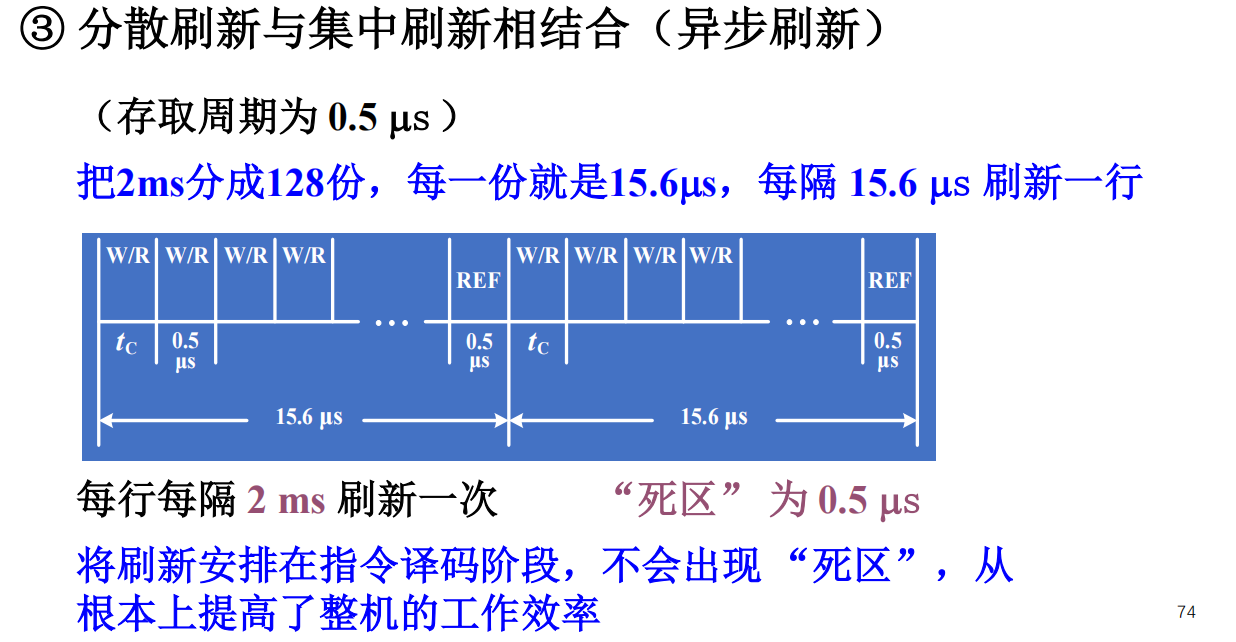 ③ 分散刷新与集中刷新相结合（异步刷新）
（存取周期为 0.5 μs ）
把2ms分成128份，每一份就是15.6μs，每隔 15.6 μs 刷新一行
W/R W/R W/R W/R REF W/R W/R W/R W/R REF
··· ···
tC 0.5 μs 0.5 μs tC 0.5 μs
15.6 μs 15.6 μs
每行每隔 2 ms 刷新一次 “死区” 为 0.5 μs
将刷新安排在指令译码阶段，不会出现 “死区”，从
根本上提高了整机的工作效率
74